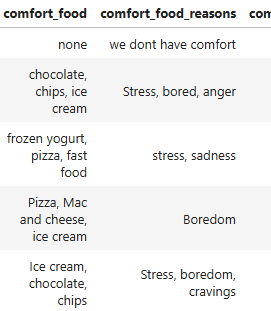 comfort_food comfort_food_reasons com
none we dont have comfort
chocolate,
chips, ice Stress, bored, anger
cream
frozen yogurt,
pizza, fast stress, sadness
food
Pizza, Mac
and cheese, Boredom
ice cream
Ice cream, Stress, boredom,
chocolate, cravings
chips